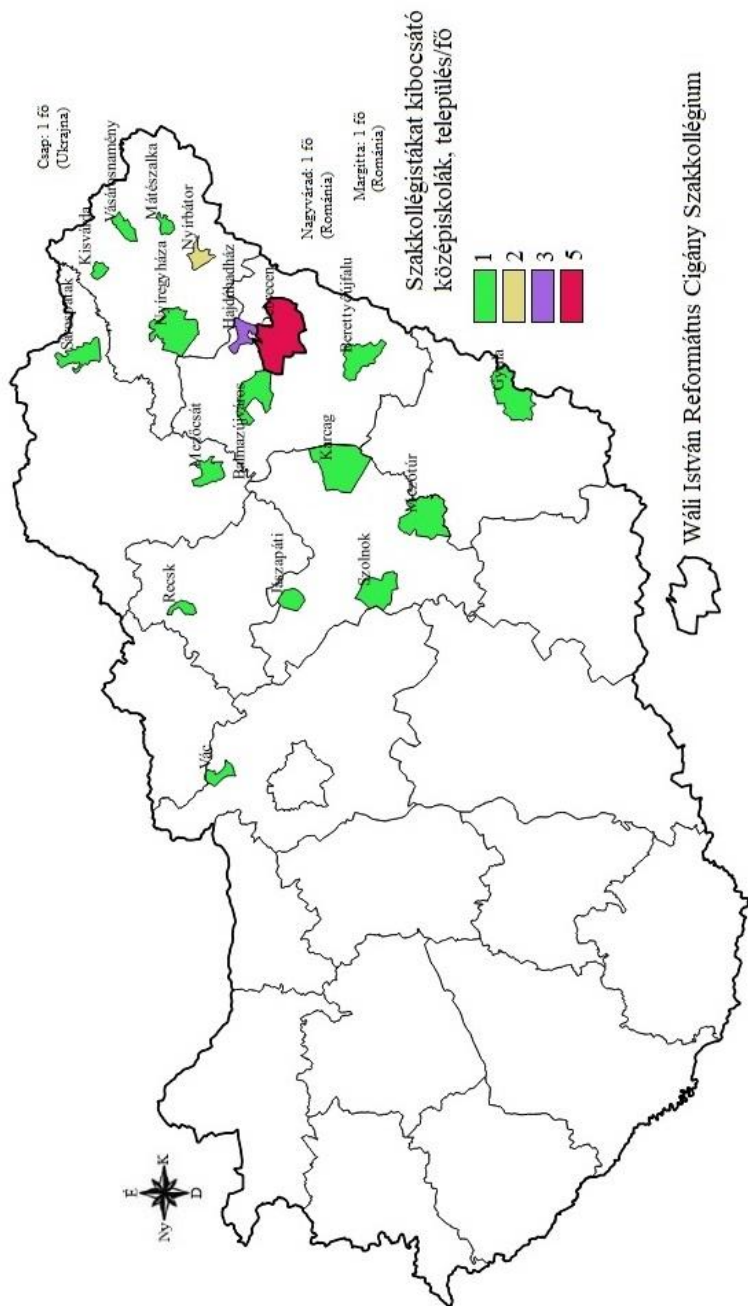 Csap: 1 fő
(Ukrajna)
Vásárosnamény
Kisvárda
Mátészalka
Sárospatak
Nyíregyháza
Nyírbátor
Hajdúhadház
Nagyvárad: 1 fő
(Románia)
Margitta: 1 fő
(Románia)
Mezőcsát
Balmazújváros
Berettyóújfalu
Karcag
Recsk
Jászapáti
Szolnok
Mezőtúr
Gyula
Vác
É
Ny
K
D
Szakkollégistákat kibocsátó
középiskolák, település/fő
1
2
3
5
Wáli István Református Cigány Szakkollégium